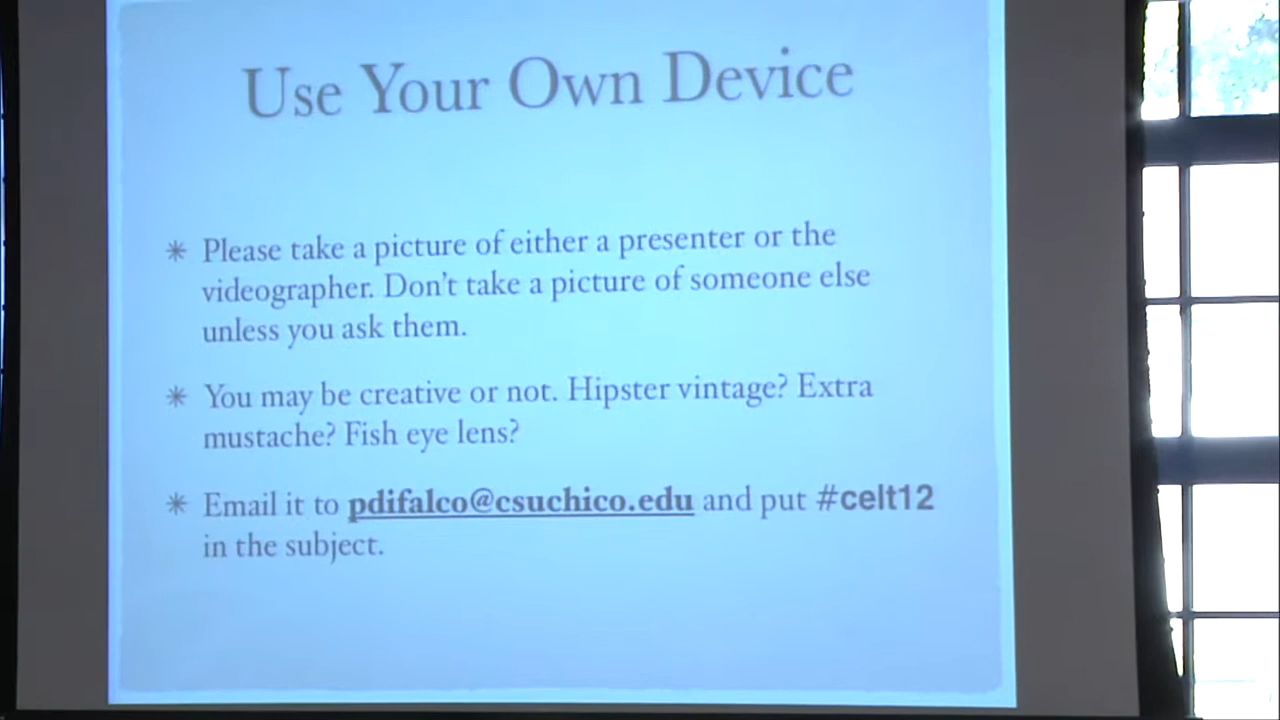 Use Your Own Device
✳ Please take a picture of either a presenter or the
videographer. Don't take a picture of someone else
unless you ask them.
✳ You may be creative or not. Hipster vintage? Extra
mustache? Fish eye lens?
✳ Email it to pdifalco@csuchico.edu and put #celt12
in the subject.